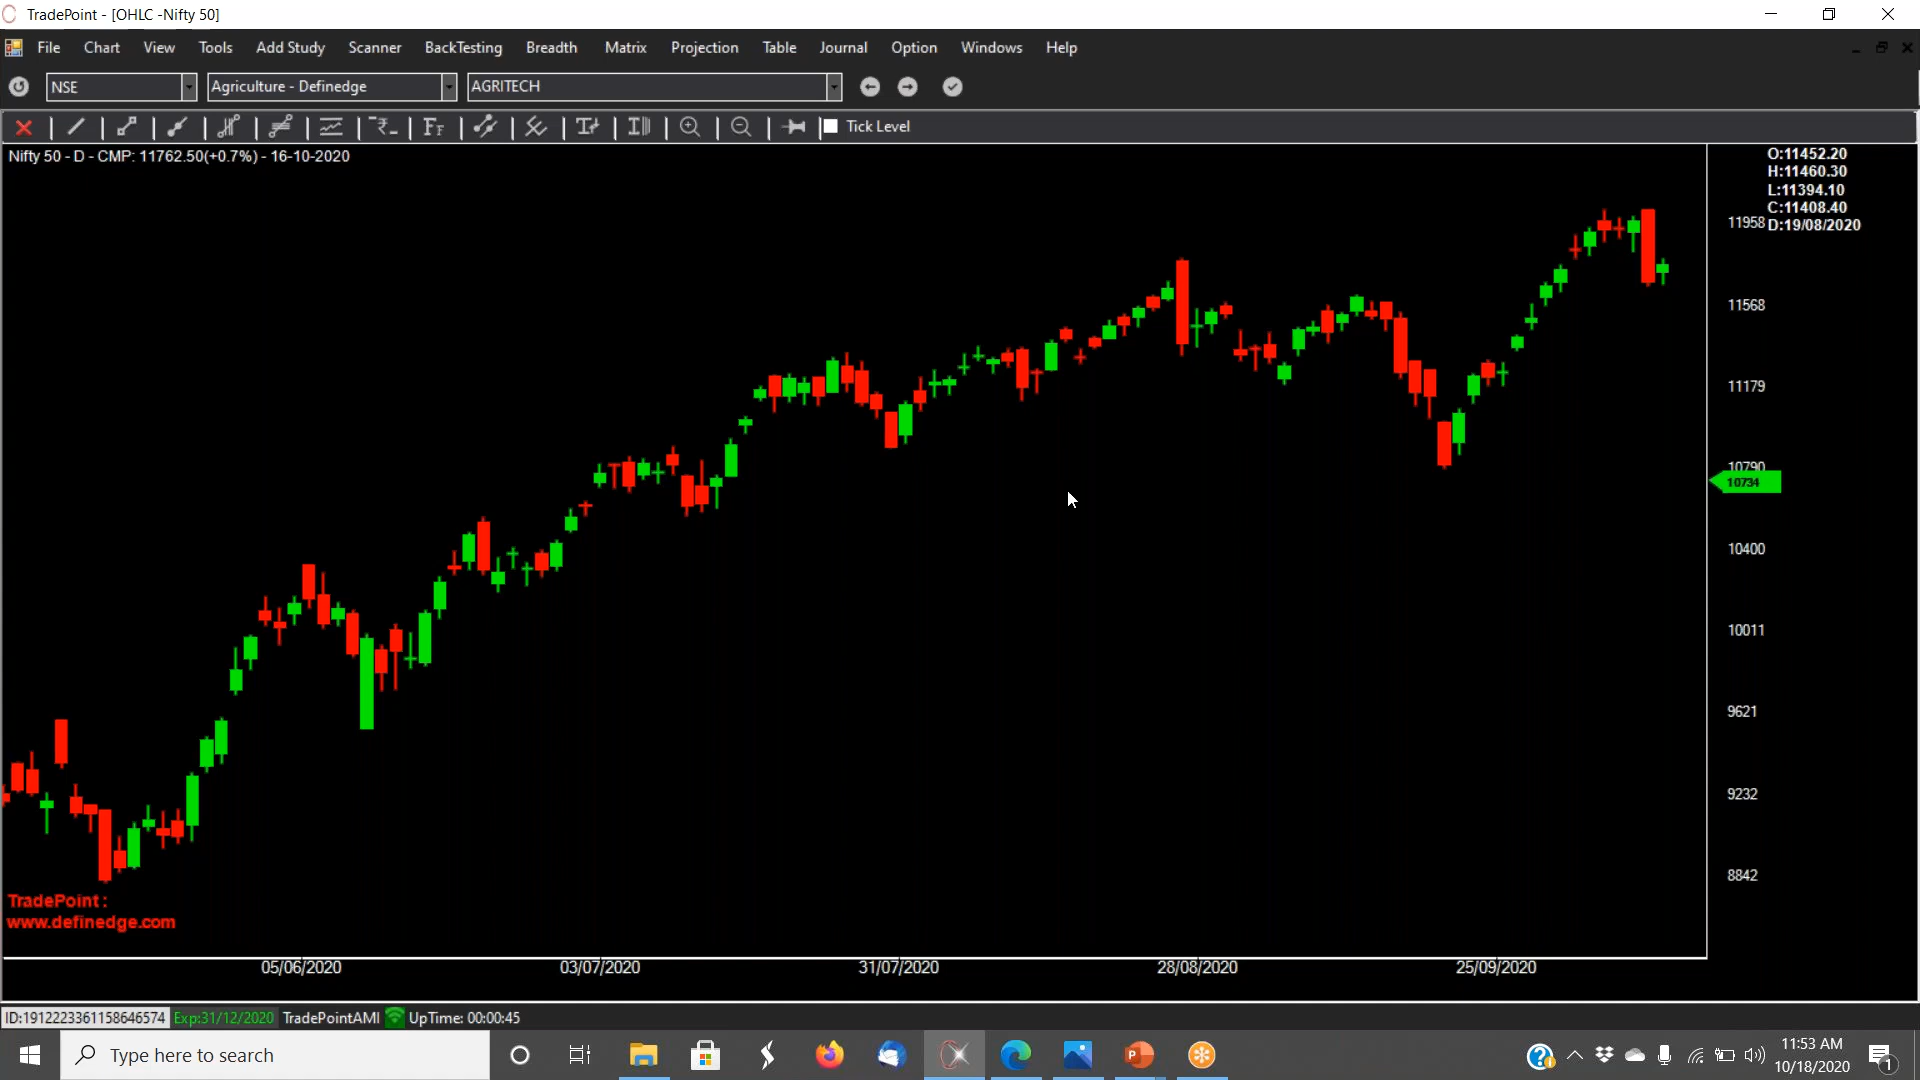 TradePoint - [OHLC -Nifty 50]
File Chart View Tools Add Study Scanner BackTesting Breadth Matrix Projection Table Journal Option Windows Help
NSE Agriculture - Definedge AGRITECH
Tick Level
Nifty 50 - D - CMP: 11762.50(+0.7%) - 16-10-2020
O:11452.20
H:11460.30
L:11394.10
C:11408.40
D:19/08/2020
11958
11568
11179
10790
10734
10400
10011
9621
9232
8842
TradePoint :
www.definedge.com
05/06/2020 03/07/2020 31/07/2020 28/08/2020 25/09/2020
ID:1912223361158646574 Exp:31/12/2020 TradePointAMI UpTime: 00:00:45
Type here to search
11:53 AM
10/18/2020
1